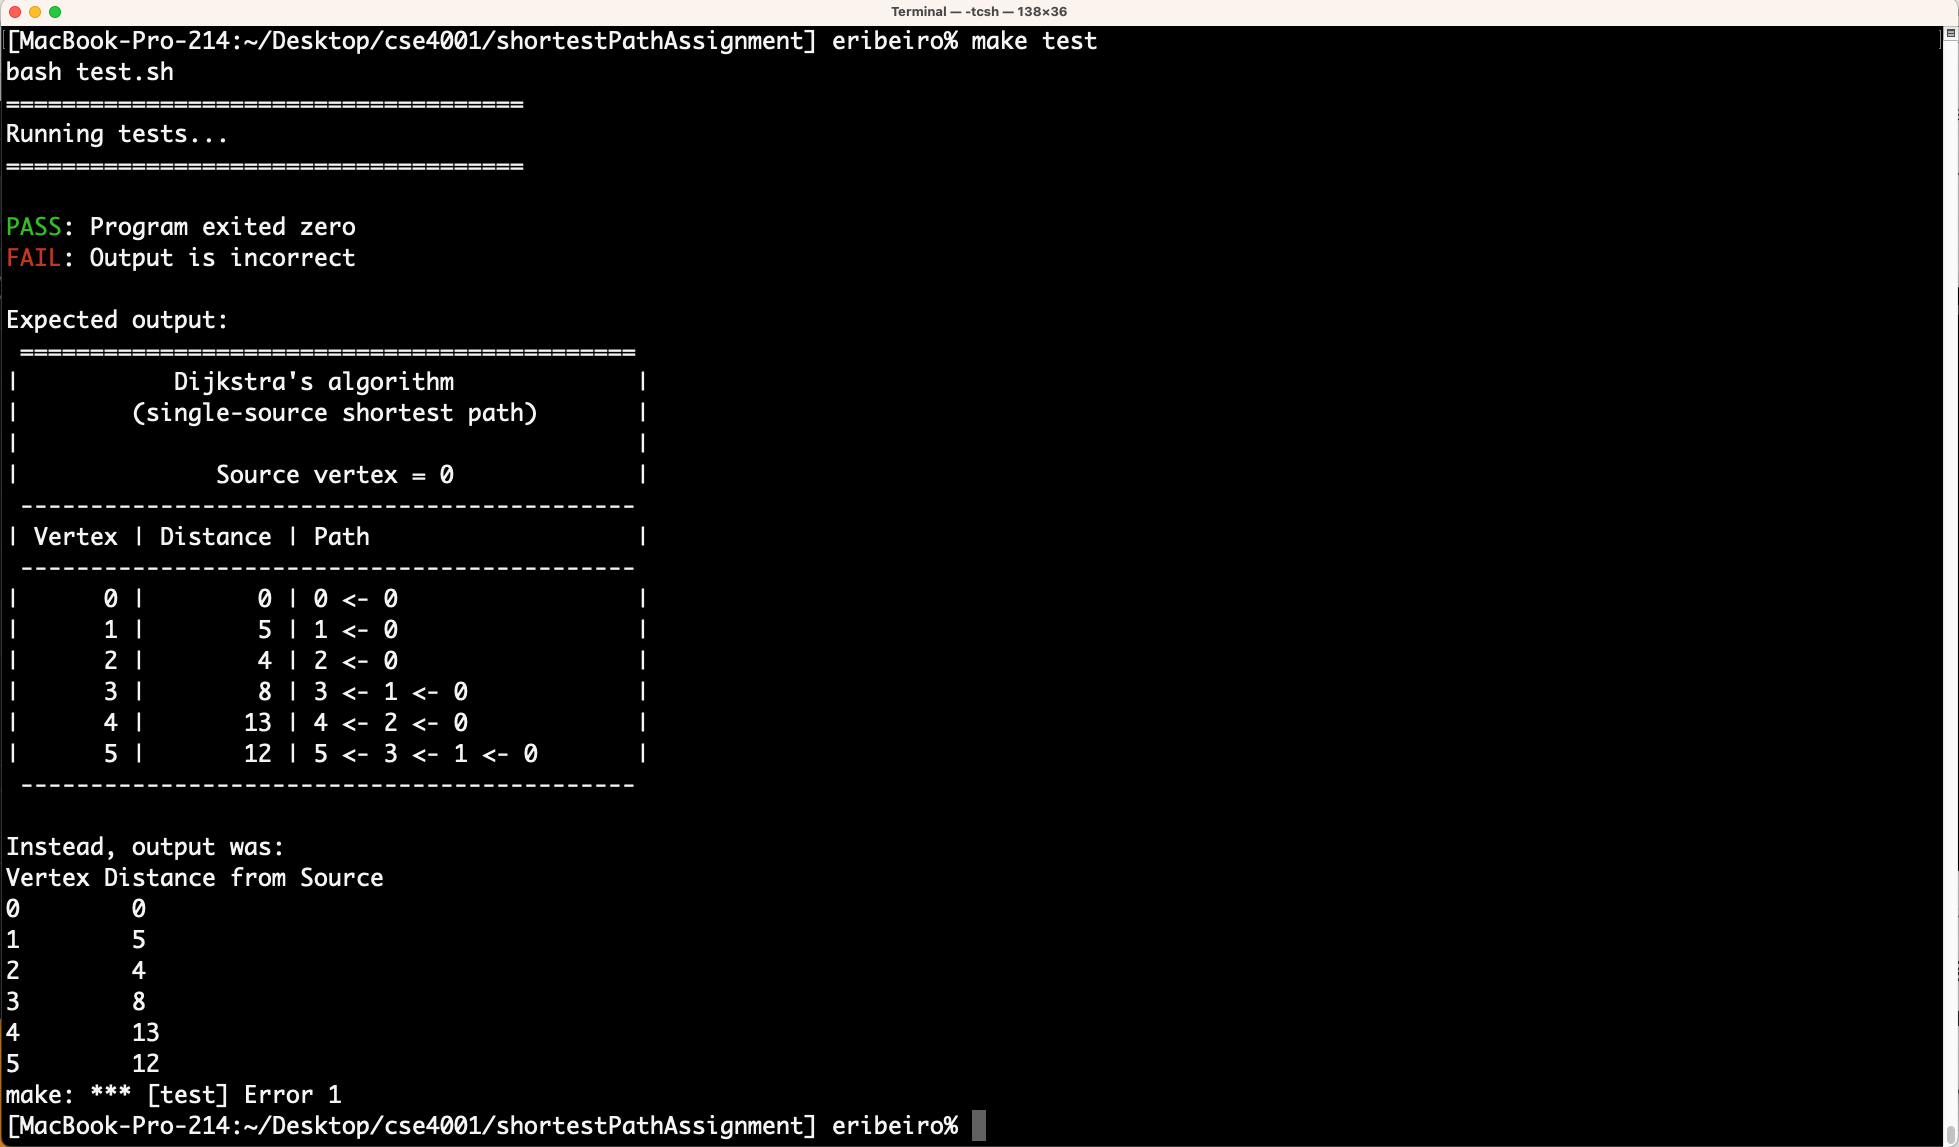 Terminal — -tcsh — 138×36
[MacBook-Pro-214:~/Desktop/cse4001/shortestPathAssignment] eribeiro% make test
bash test.sh
=====================================
Running tests...
=====================================

PASS: Program exited zero
FAIL: Output is incorrect

Expected output:
 ============================================
|           Dijkstra's algorithm             |
|        (single-source shortest path)       |
|                                            |
|              Source vertex = 0             |
 --------------------------------------------
| Vertex | Distance | Path                   |
 --------------------------------------------
|      0 |        0 | 0 <- 0                 |
|      1 |        5 | 1 <- 0                 |
|      2 |        4 | 2 <- 0                 |
|      3 |        8 | 3 <- 1 <- 0            |
|      4 |       13 | 4 <- 2 <- 0            |
|      5 |       12 | 5 <- 3 <- 1 <- 0       |
 --------------------------------------------

Instead, output was:
Vertex Distance from Source
0        0
1        5
2        4
3        8
4        13
5        12
make: *** [test] Error 1
[MacBook-Pro-214:~/Desktop/cse4001/shortestPathAssignment] eribeiro%